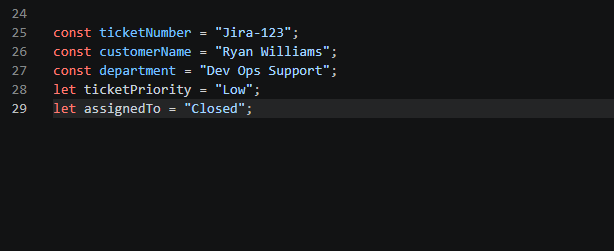 24
25 const ticketNumber = "Jira-123";
26 const customerName = "Ryan Williams";
27 const department = "Dev Ops Support";
28 let ticketPriority = "Low";
29 let assignedTo = "Closed";